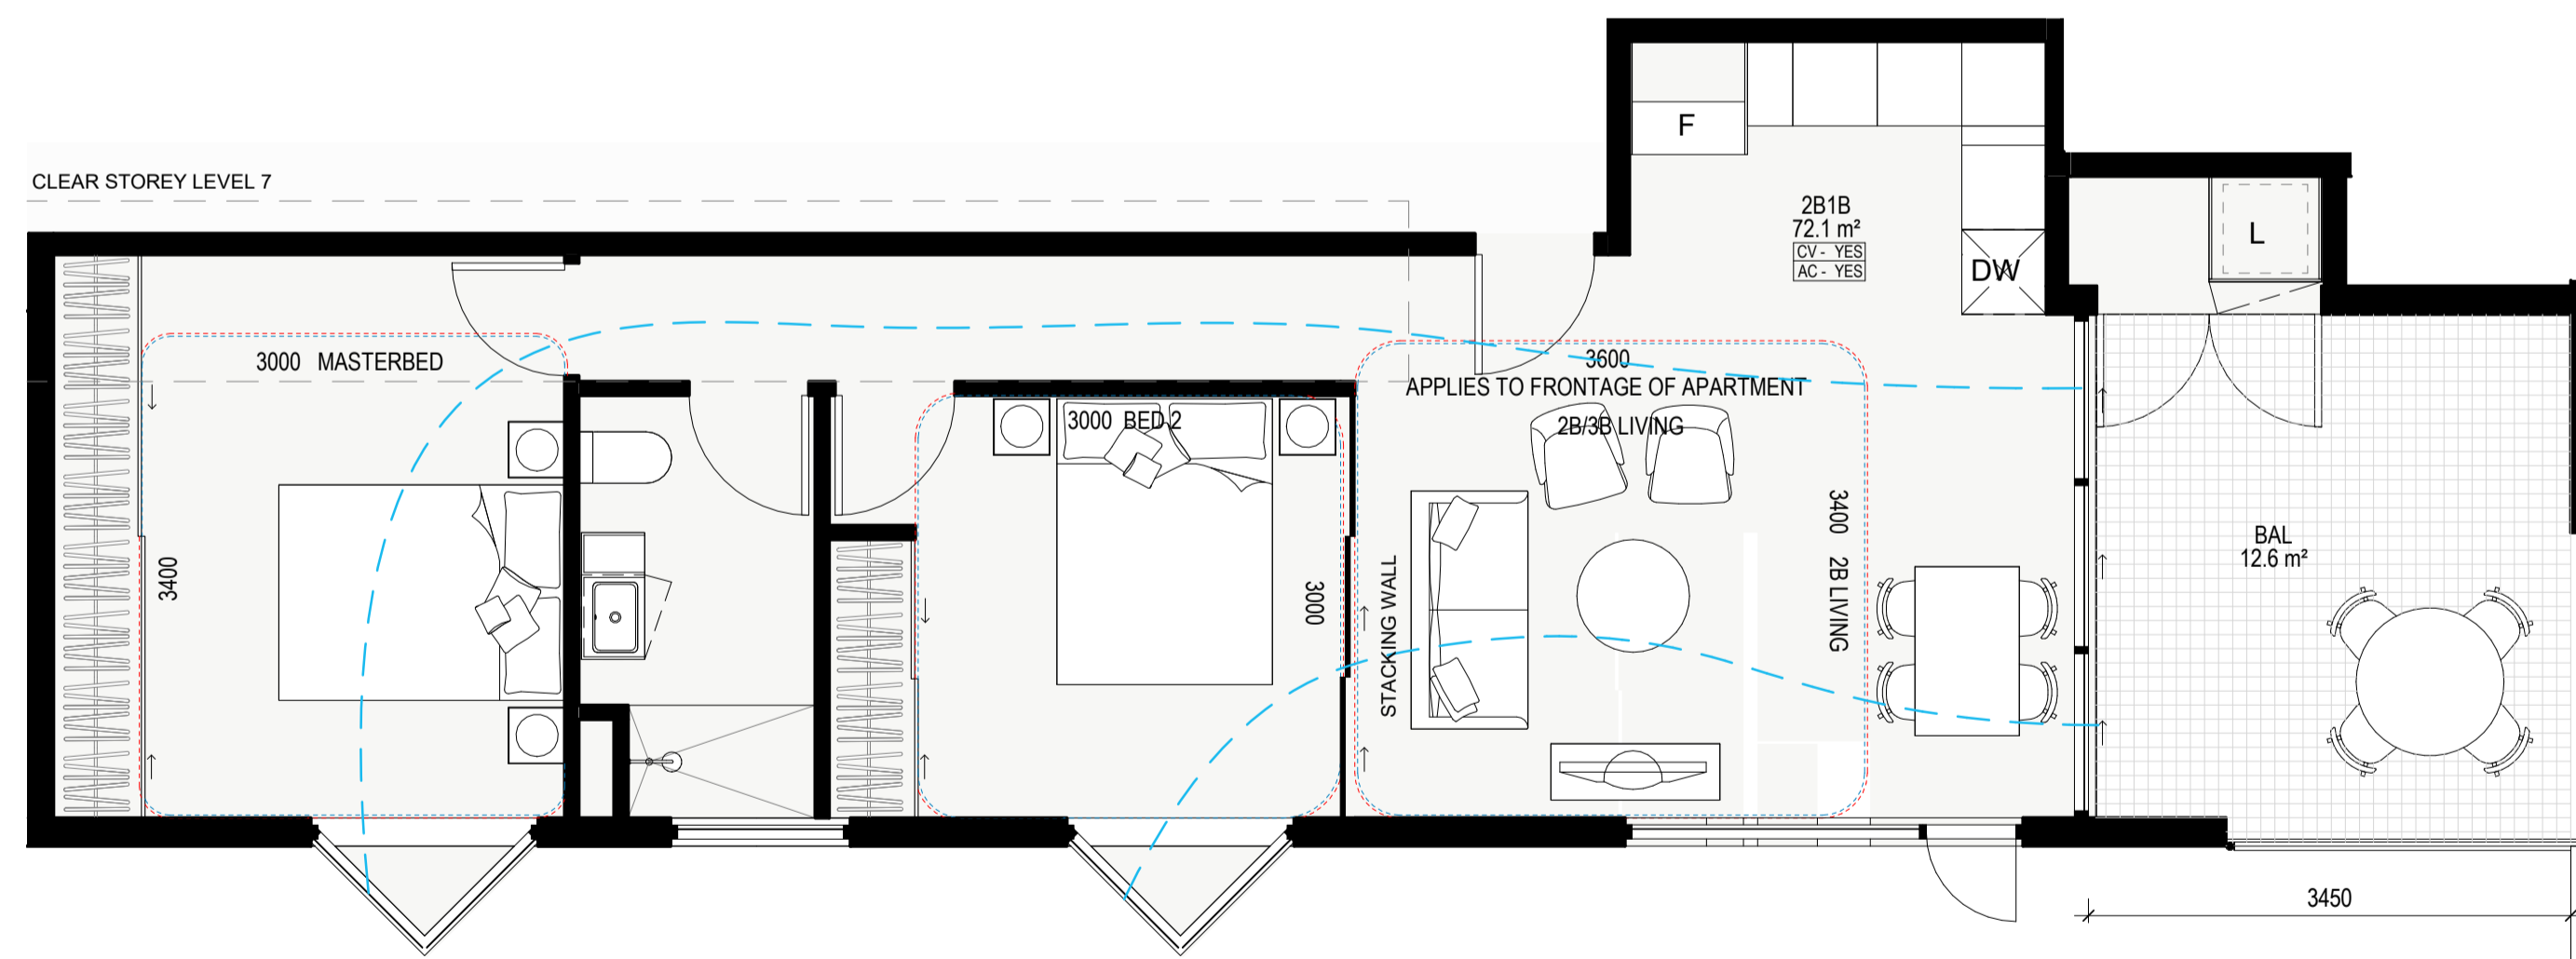 CLEAR STOREY LEVEL 7
F
2B1B
72.1 m²
CV - YES
AC - YES
DW
L
3000 MASTERBED
3400
3000 BED 2
3000
STACKING WALL
3600
APPLIES TO FRONTAGE OF APARTMENT
2B/3B LIVING
3400 2B LIVING
BAL
12.6 m²
3450